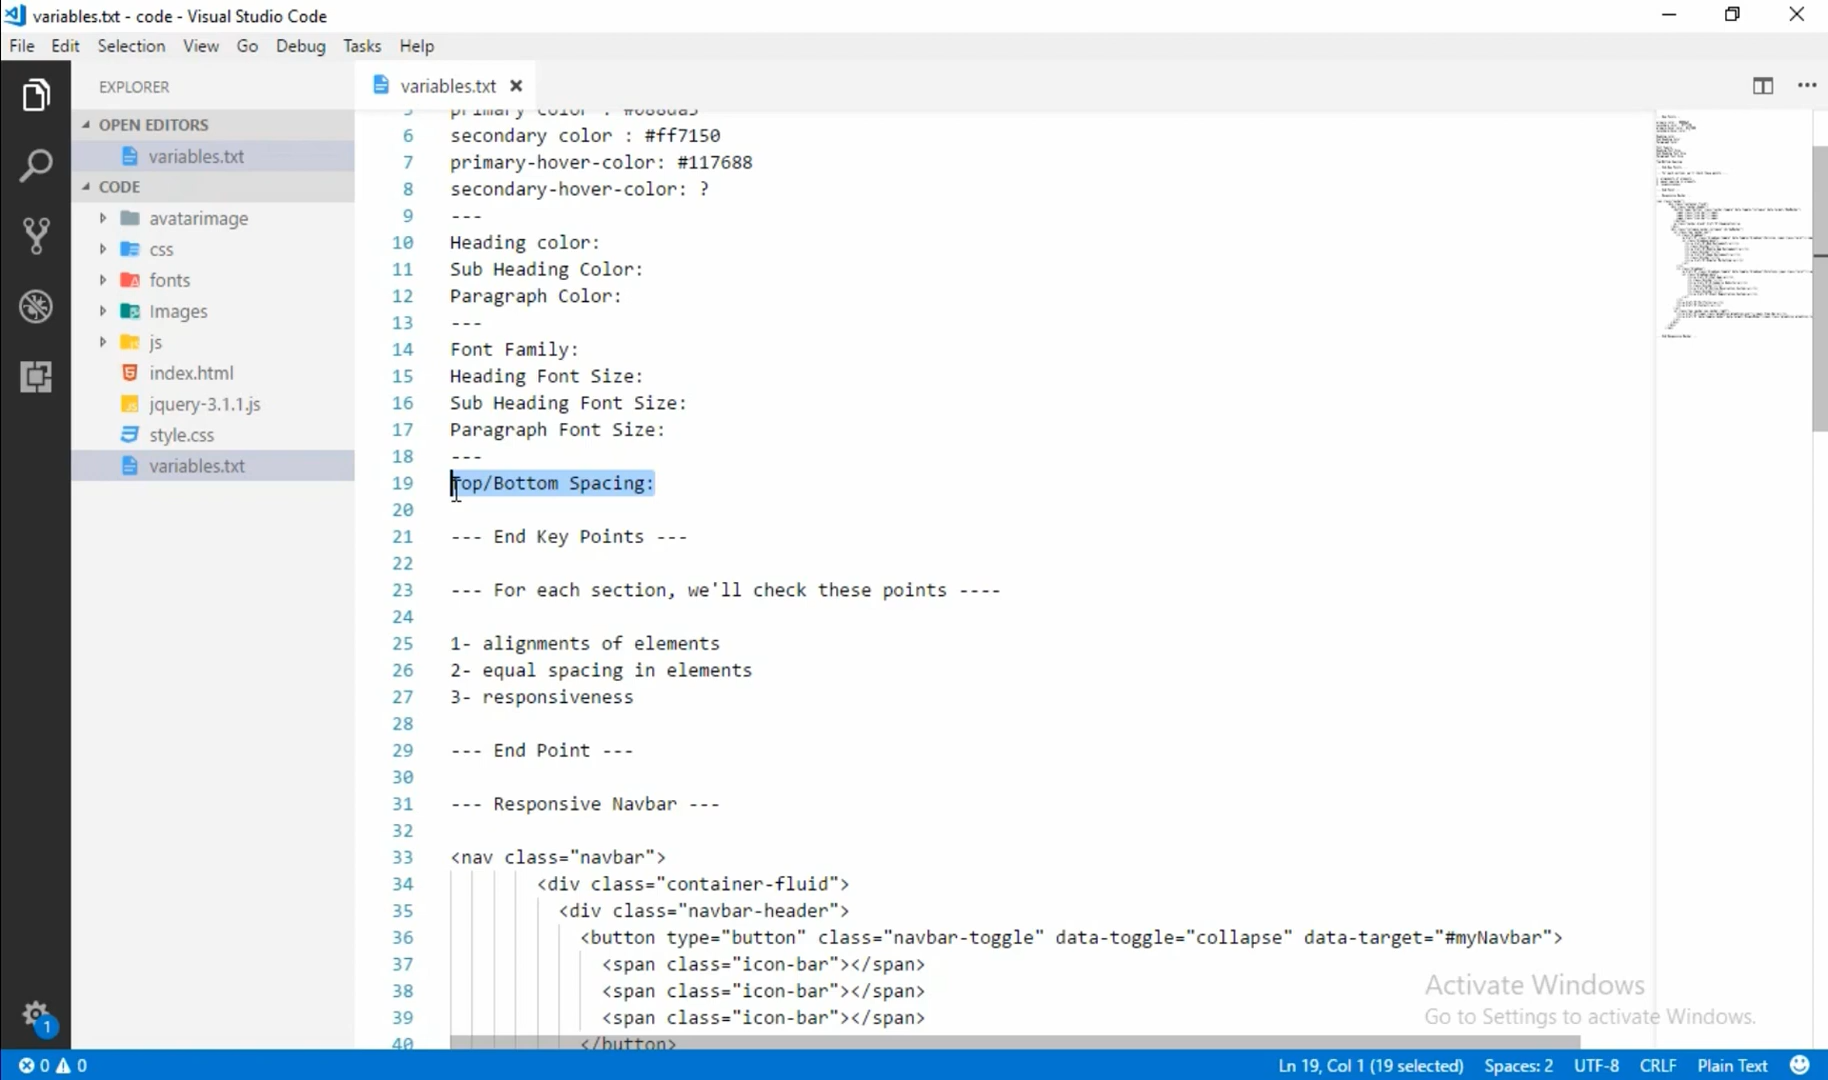 variables.txt - code - Visual Studio Code
File Edit Selection View Go Debug Tasks Help
EXPLORER
variables.txt
OPEN EDITORS
variables.txt
CODE
avatarimage
css
fonts
Images
js
index.html
jquery-3.1.1.js
style.css
variables.txt
6 secondary color : #ff7150
7 primary-hover-color: #117688
8 secondary-hover-color: ?
9 ---
10 Heading color:
11 Sub Heading Color:
12 Paragraph Color:
13 ---
14 Font Family:
15 Heading Font Size:
16 Sub Heading Font Size:
17 Paragraph Font Size:
18 ---
19 Top/Bottom Spacing:
20
21 --- End Key Points ---
22
23 --- For each section, we'll check these points ----
24
25 1- alignments of elements
26 2- equal spacing in elements
27 3- responsiveness
28
29 --- End Point ---
30
31 --- Responsive Navbar ---
32
33 <nav class="navbar">
34 <div class="container-fluid">
35 <div class="navbar-header">
36 <button type="button" class="navbar-toggle" data-toggle="collapse" data-target="#myNavbar">
37 <span class="icon-bar"></span>
38 <span class="icon-bar"></span>
39 <span class="icon-bar"></span>
40 </button>
Activate Windows
Go to Settings to activate Windows.
1
0 0
Ln 19, Col 1 (19 selected) Spaces: 2 UTF-8 CRLF Plain Text